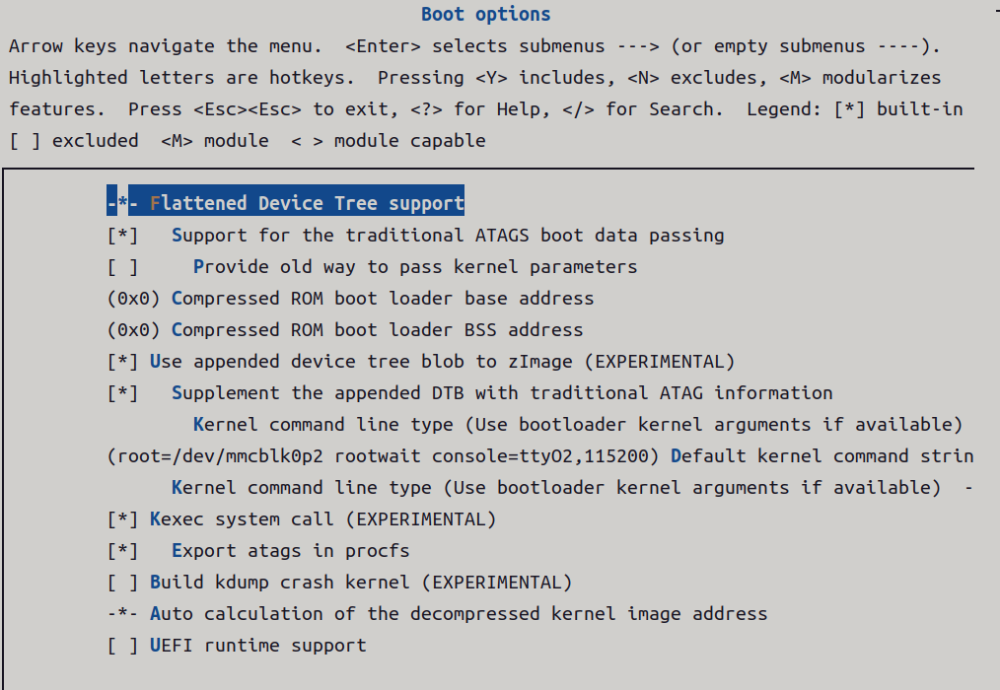 Boot options
Arrow keys navigate the menu.  <Enter> selects submenus ---> (or empty submenus ----).
Highlighted letters are hotkeys.  Pressing <Y> includes, <N> excludes, <M> modularizes
features.  Press <Esc><Esc> to exit, <?> for Help, </> for Search.  Legend: [*] built-in
[ ] excluded  <M> module  < > module capable
-*- Flattened Device Tree support
[*]   Support for the traditional ATAGS boot data passing
[ ]     Provide old way to pass kernel parameters
(0x0) Compressed ROM boot loader base address
(0x0) Compressed ROM boot loader BSS address
[*] Use appended device tree blob to zImage (EXPERIMENTAL)
[*]   Supplement the appended DTB with traditional ATAG information
Kernel command line type (Use bootloader kernel arguments if available)
(root=/dev/mmcblk0p2 rootwait console=ttyO2,115200) Default kernel command strin
Kernel command line type (Use bootloader kernel arguments if available)  -
[*] Kexec system call (EXPERIMENTAL)
[*]   Export atags in procfs
[ ] Build kdump crash kernel (EXPERIMENTAL)
-*- Auto calculation of the decompressed kernel image address
[ ] UEFI runtime support